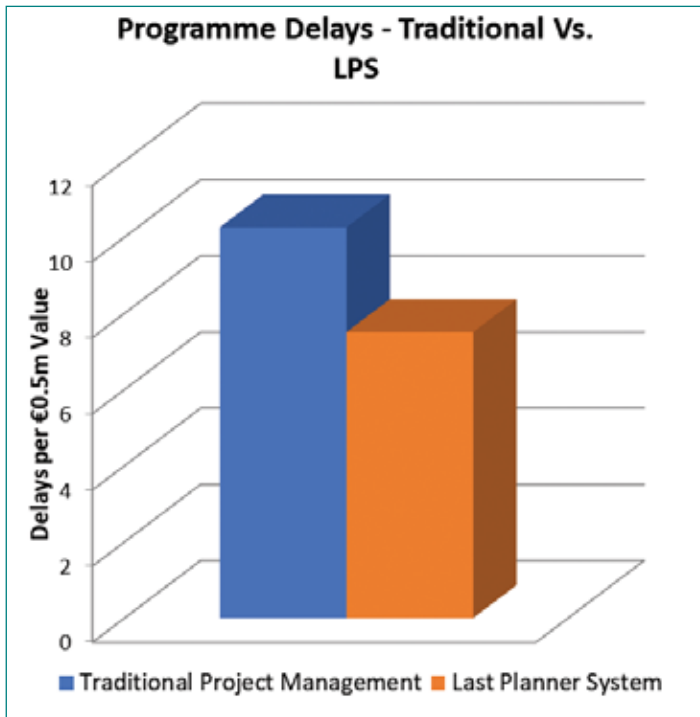 Programme Delays - Traditional Vs.
LPS
Delays per €0.5m Value
12
10
8
6
4
2
0
Traditional Project Management Last Planner System